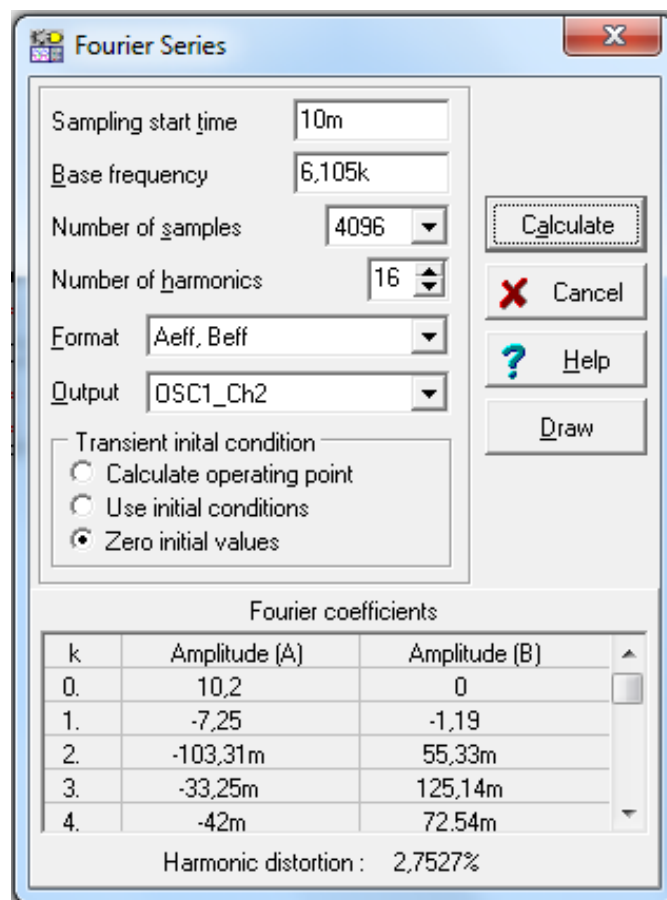 Fourier Series
Sampling start time 10m
Base frequency 6,105k
Number of samples 4096
Number of harmonics 16
Format Aeff, Beff
Output OSC1_Ch2
Transient inital condition
Calculate operating point
Use initial conditions
Zero initial values
Calculate
Cancel
? Help
Draw
Fourier coefficients
k Amplitude (A) Amplitude (B)
0. 10,2 0
1. -7,25 -1,19
2. -103,31m 55,33m
3. -33,25m 125,14m
4. -42m 72.54m
Harmonic distortion : 2,7527%